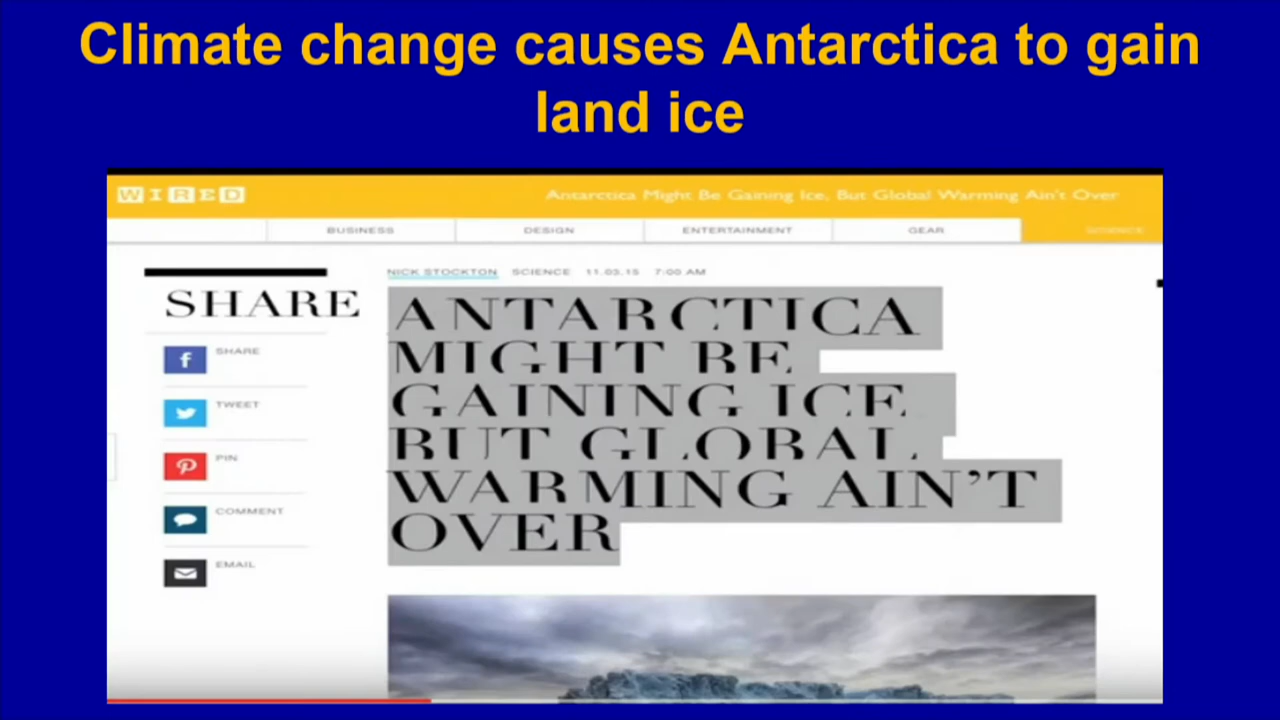 Climate change causes Antarctica to gain
land ice
WIRED
Antarctica Might Be Gaining Ice, But Global Warming Ain't Over
BUSINESS
DESIGN
ENTERTAINMENT
GEAR
SCIENCE
NICK STOCKTON SCIENCE 11.03.15 7:00 AM
SHARE
ANTARCTICA
MIGHT BE
GAINING ICE
BUT GLOBAL
WARMING AIN'T
OVER
SHARE
TWEET
PIN
COMMENT
EMAIL